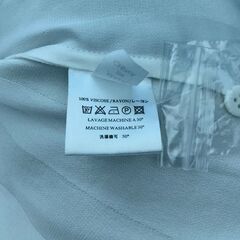 100% VISCOSE/RAYON/レーヨン
LAVAGE MACHINE A 30°
MACHINE WASHABLE 30°
洗濯機可 30°